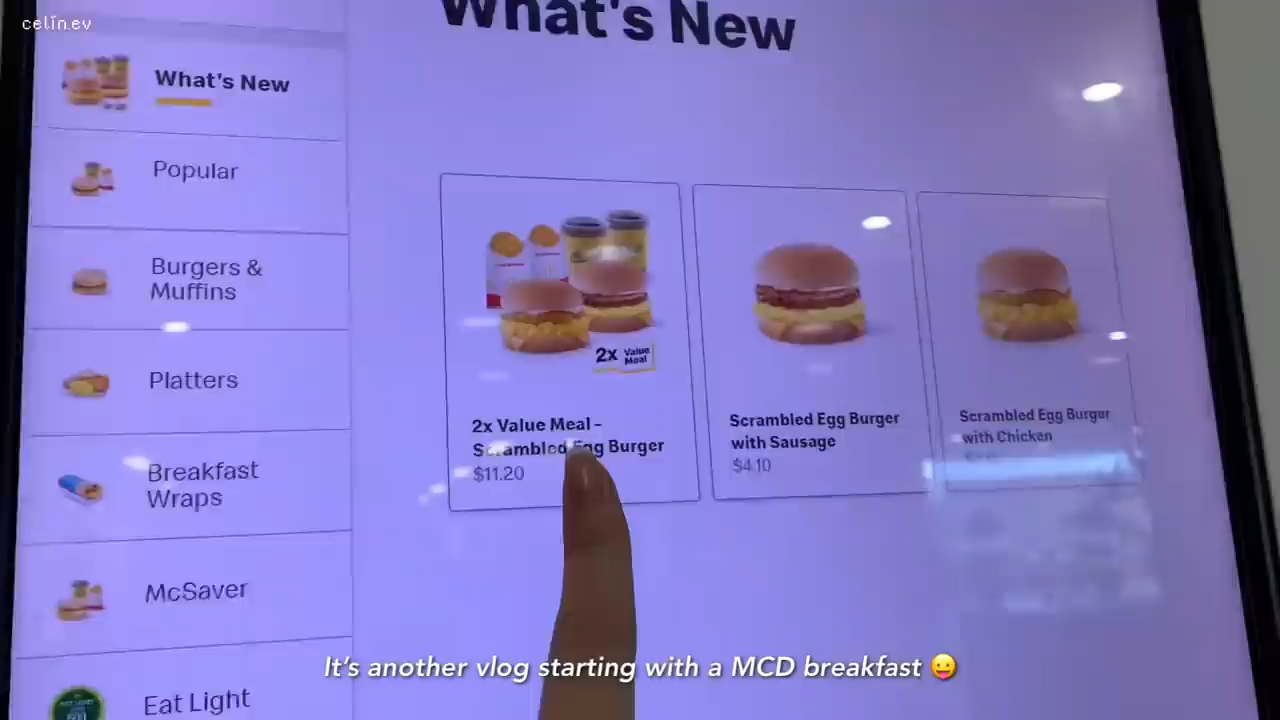 celín.ev
What's New
What's New
Popular
Burgers &
Muffins
Platters
Breakfast
Wraps
McSaver
Eat Light
2x Value
Meal
2x Value Meal -
Scrambled Egg Burger
$11.20
Scrambled Egg Burger
with Sausage
$4.10
Scrambled Egg Burger
with Chicken
It's another vlog starting with a MCD breakfast 😛